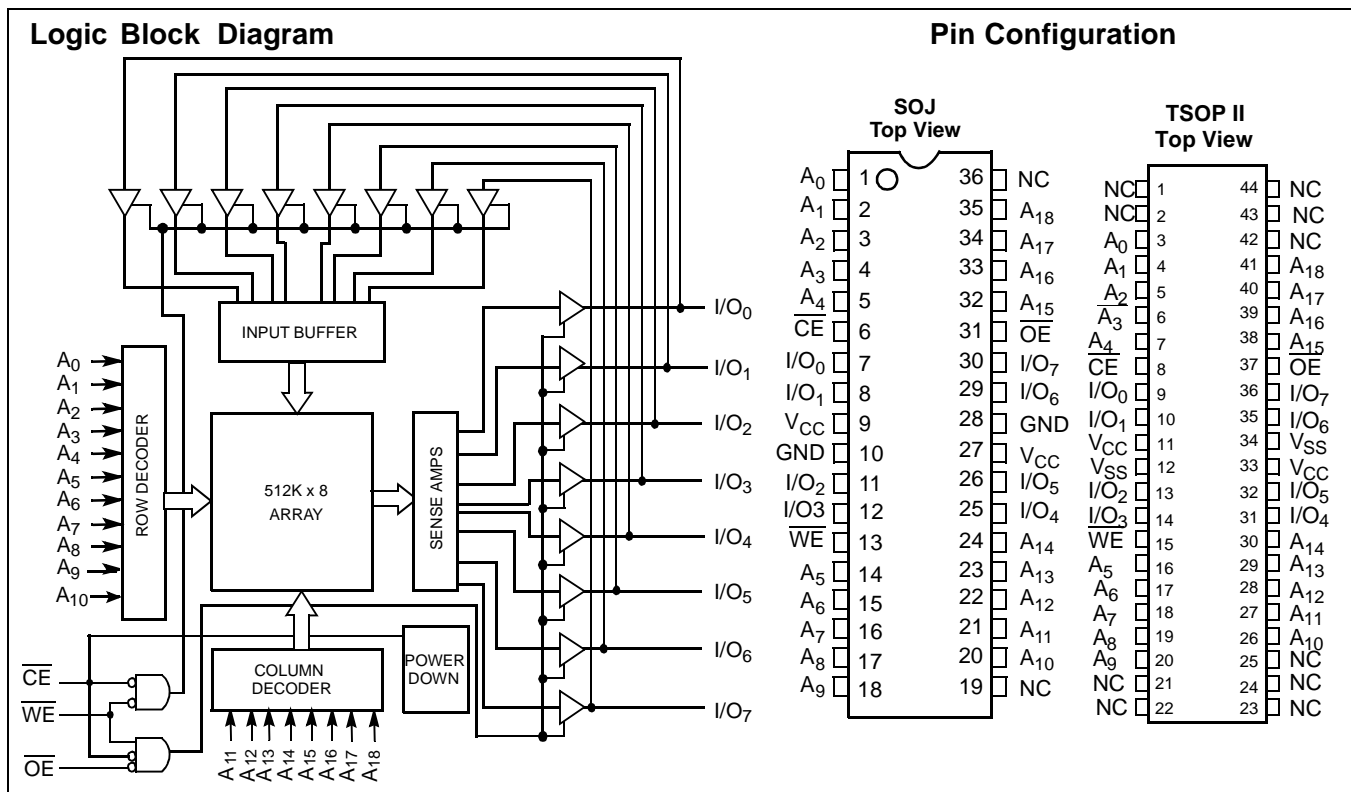 Logic Block Diagram
INPUT BUFFER
A0
A1
A2
A3
A4
A5
A6
A7
A8
A9
A10
ROW DECODER
512K x 8
ARRAY
SENSE AMPS
COLUMN
DECODER
POWER
DOWN
CE
WE
OE
A11
A12
A13
A14
A15
A16
A17
A18
I/O0
I/O1
I/O2
I/O3
I/O4
I/O5
I/O6
I/O7
Pin Configuration
SOJ
Top View
A0 1 36 NC
A1 2 35 A18
A2 3 34 A17
A3 4 33 A16
A4 5 32 A15
CE 6 31 OE
I/O0 7 30 I/O7
I/O1 8 29 I/O6
VCC 9 28 GND
GND 10 27 VCC
I/O2 11 26 I/O5
I/O3 12 25 I/O4
WE 13 24 A14
A5 14 23 A13
A6 15 22 A12
A7 16 21 A11
A8 17 20 A10
A9 18 19 NC
TSOP II
Top View
NC 1 44 NC
NC 2 43 NC
A0 3 42 NC
A1 4 41 A18
A2 5 40 A17
A3 6 39 A16
A4 7 38 A15
CE 8 37 OE
I/O0 9 36 I/O7
I/O1 10 35 I/O6
VCC 11 34 VSS
VSS 12 33 VCC
I/O2 13 32 I/O5
I/O3 14 31 I/O4
WE 15 30 A14
A5 16 29 A13
A6 17 28 A12
A7 18 27 A11
A8 19 26 A10
A9 20 25 NC
NC 21 24 NC
NC 22 23 NC